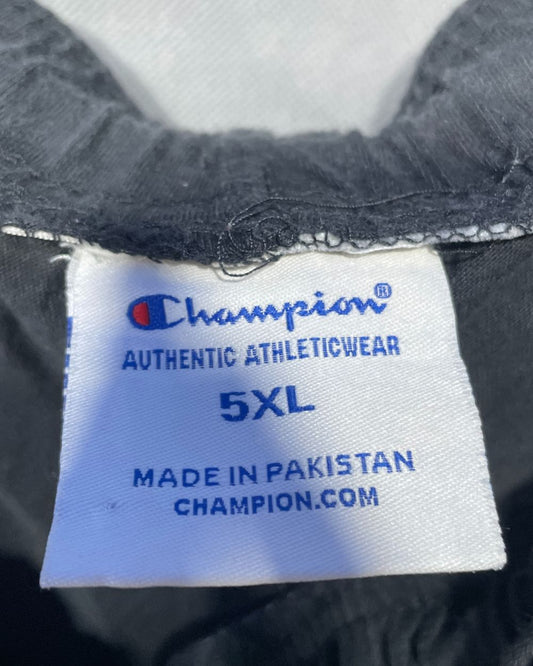 Champion®
AUTHENTIC ATHLETICWEAR
5XL
MADE IN PAKISTAN
CHAMPION.COM